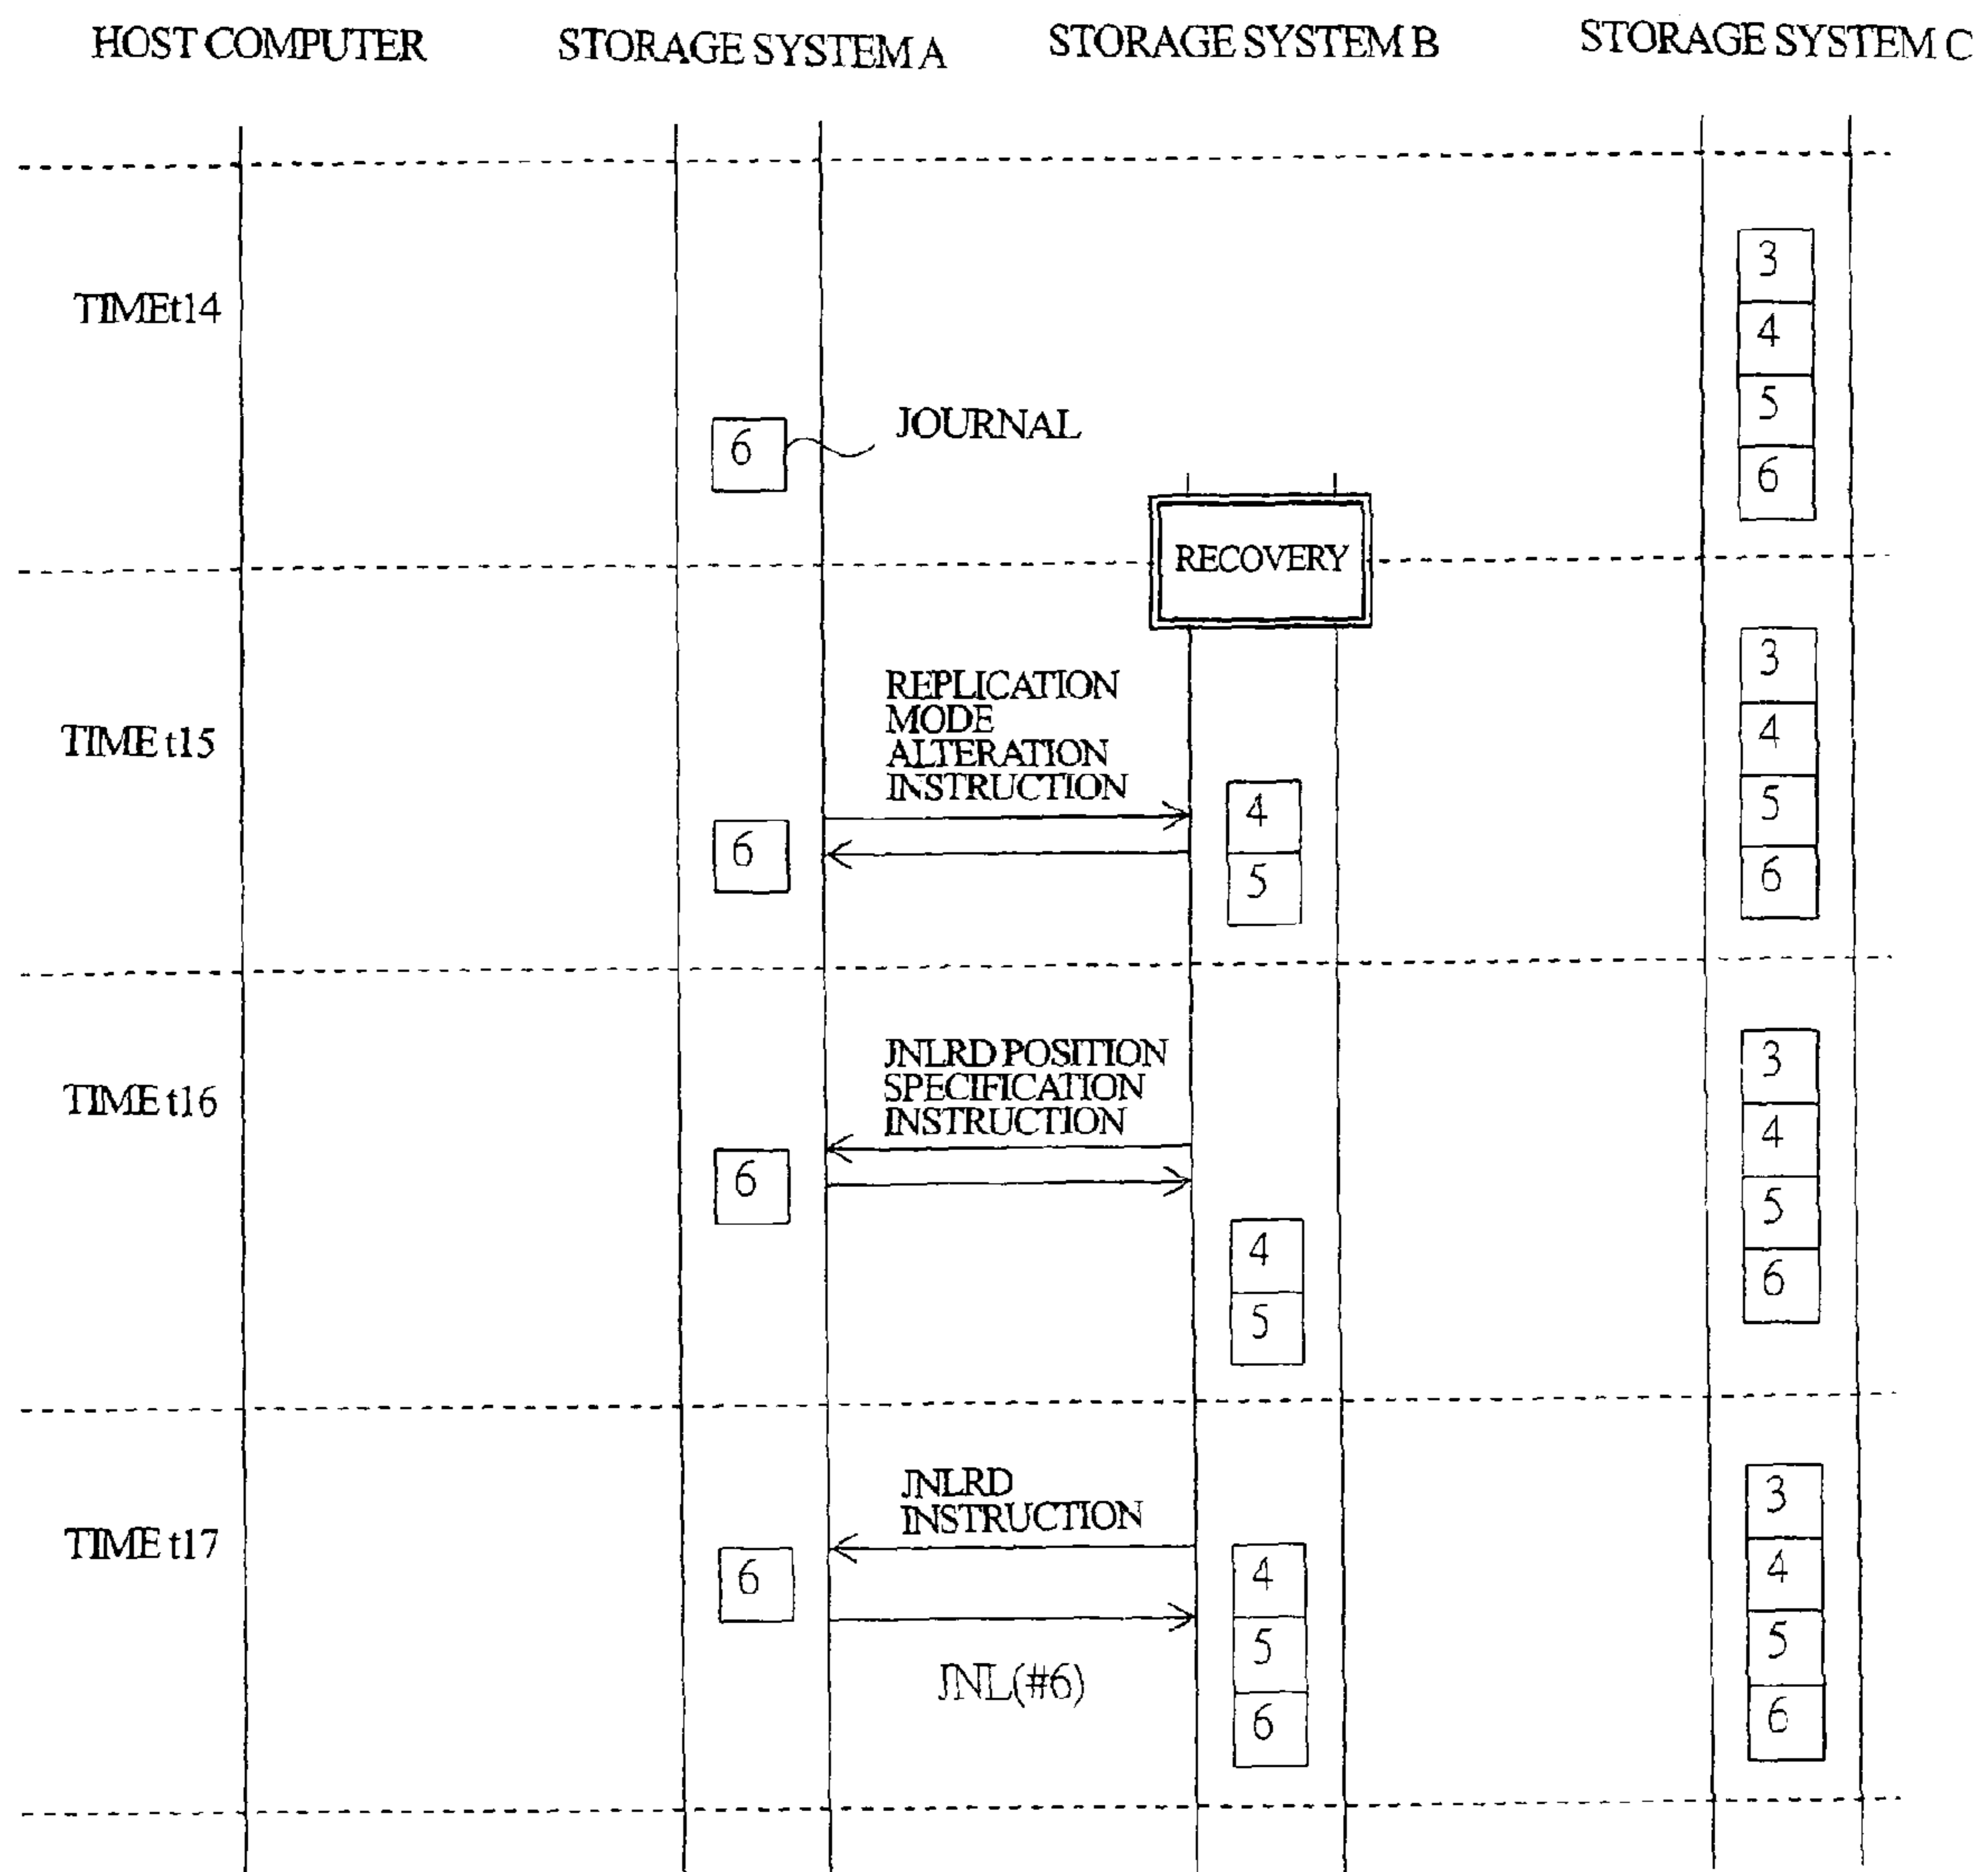 HOST COMPUTER
STORAGE SYSTEM A
STORAGE SYSTEM B
STORAGE SYSTEM C
TIME t14
6
JOURNAL
3
4
5
6
RECOVERY
TIME t15
REPLICATION
MODE
ALTERATION
INSTRUCTION
6
4
5
3
4
5
6
TIME t16
JNLRD POSITION
SPECIFICATION
INSTRUCTION
6
4
5
3
4
5
6
TIME t17
JNLRD
INSTRUCTION
6
JNL(#6)
4
5
6
3
4
5
6